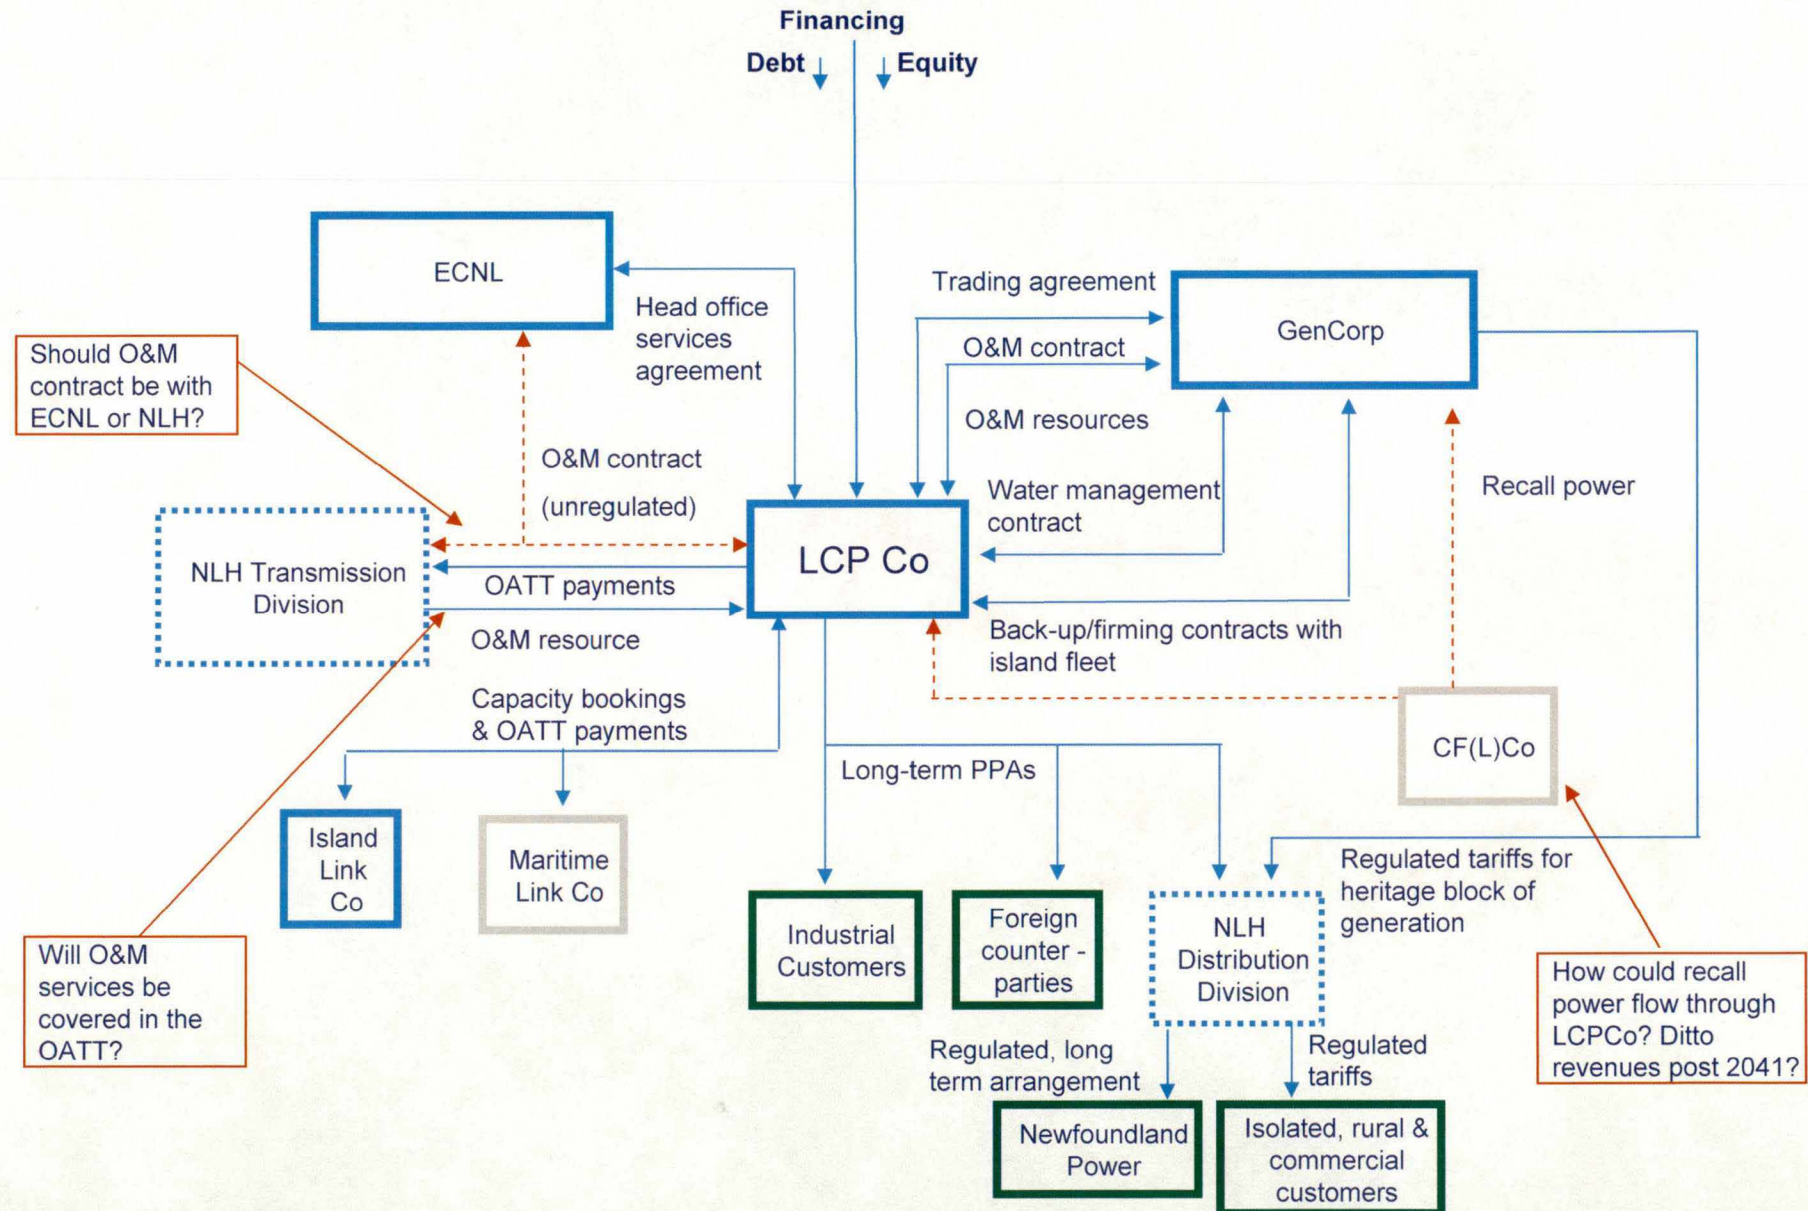 Financing
Debt
Equity
ECNL
Head office
services
agreement
Trading agreement
GenCorp
O&M contract
O&M resources
Should O&M
contract be with
ECNL or NLH?
O&M contract
(unregulated)
Water management
contract
Recall power
NLH Transmission
Division
LCP Co
OATT payments
O&M resource
Back-up/firming contracts with
island fleet
Capacity bookings
& OATT payments
CF(L)Co
Long-term PPAs
Island
Link
Co
Maritime
Link Co
Regulated tariffs for
heritage block of
generation
Industrial
Customers
Foreign
counter -
parties
NLH
Distribution
Division
Will O&M
services be
covered in the
OATT?
How could recall
power flow through
LCPCo? Ditto
revenues post 2041?
Regulated, long
term arrangement
Regulated
tariffs
Newfoundland
Power
Isolated, rural &
commercial
customers